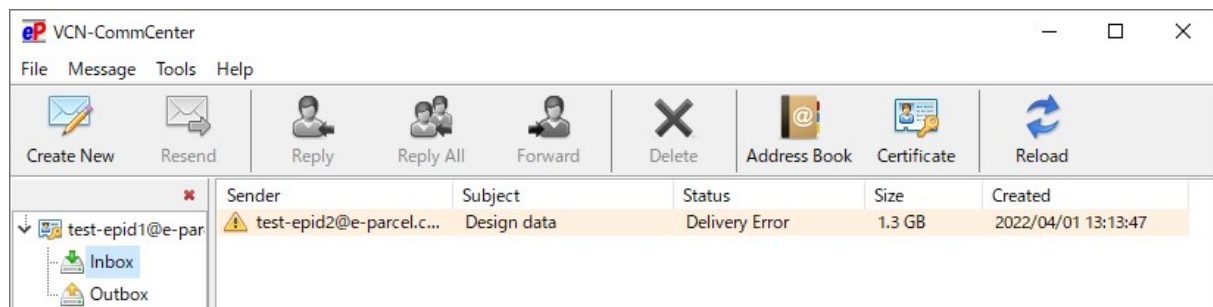 eP VCN-CommCenter
File Message Tools Help
Create New Resend Reply Reply All Forward Delete Address Book Certificate Reload
Sender Subject Status Size Created
test-epid1@e-par
test-epid2@e-parcel.c... Design data Delivery Error 1.3 GB 2022/04/01 13:13:47
Inbox
Outbox